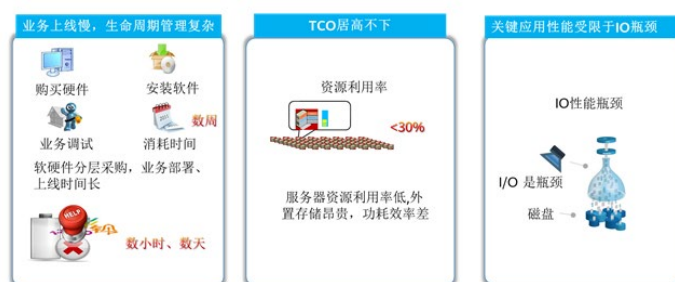 业务上线慢，生命周期管理复杂
购买硬件
安装软件
业务调试
消耗时间
数周
软硬件分层采购，业务部署、
上线时间长
HELP
数小时、数天
TCO居高不下
资源利用率
<30%
服务器资源利用率低,外
置存储昂贵，功耗效率差
关键应用性能受限于IO瓶颈
IO性能瓶颈
I/O 是瓶颈
磁盘